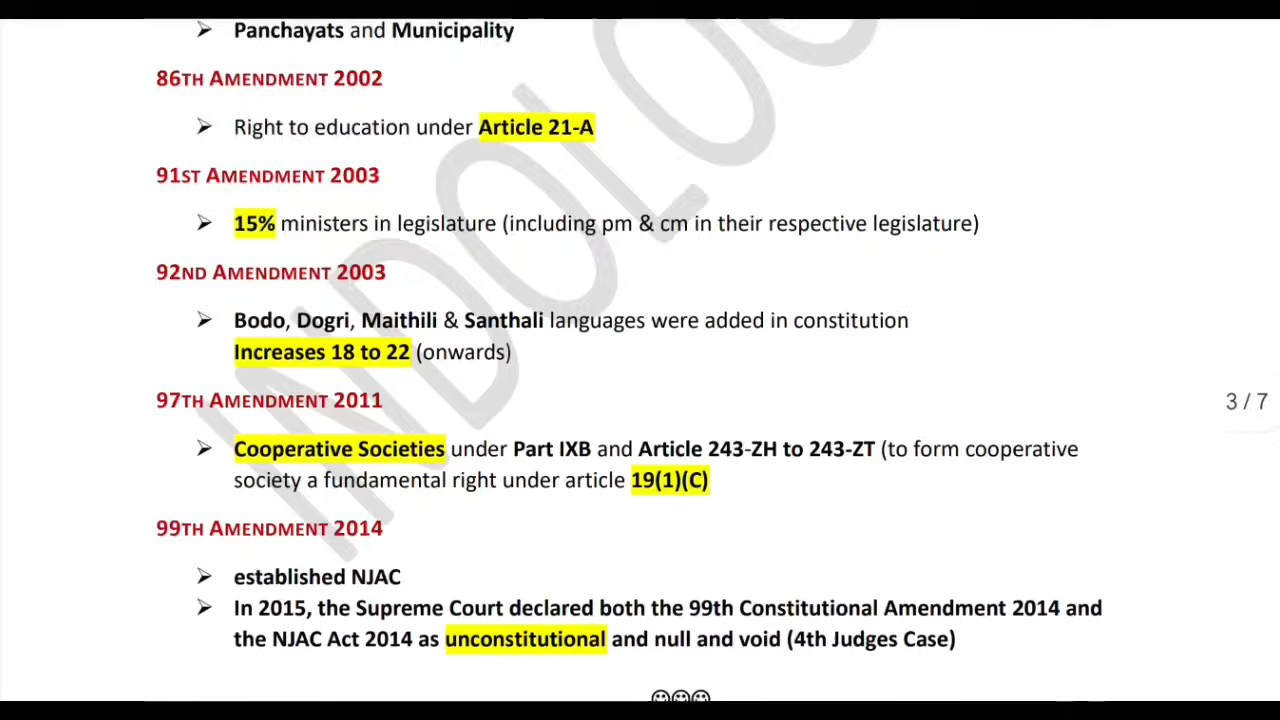 ➢ Panchayats and Municipality
86TH AMENDMENT 2002
➢ Right to education under Article 21-A
91ST AMENDMENT 2003
➢ 15% ministers in legislature (including pm & cm in their respective legislature)
92ND AMENDMENT 2003
➢ Bodo, Dogri, Maithili & Santhali languages were added in constitution
Increases 18 to 22 (onwards)
97TH AMENDMENT 2011
3 / 7
➢ Cooperative Societies under Part IXB and Article 243-ZH to 243-ZT (to form cooperative
society a fundamental right under article 19(1)(C)
99TH AMENDMENT 2014
➢ established NJAC
➢ In 2015, the Supreme Court declared both the 99th Constitutional Amendment 2014 and
the NJAC Act 2014 as unconstitutional and null and void (4th Judges Case)
INDOLO